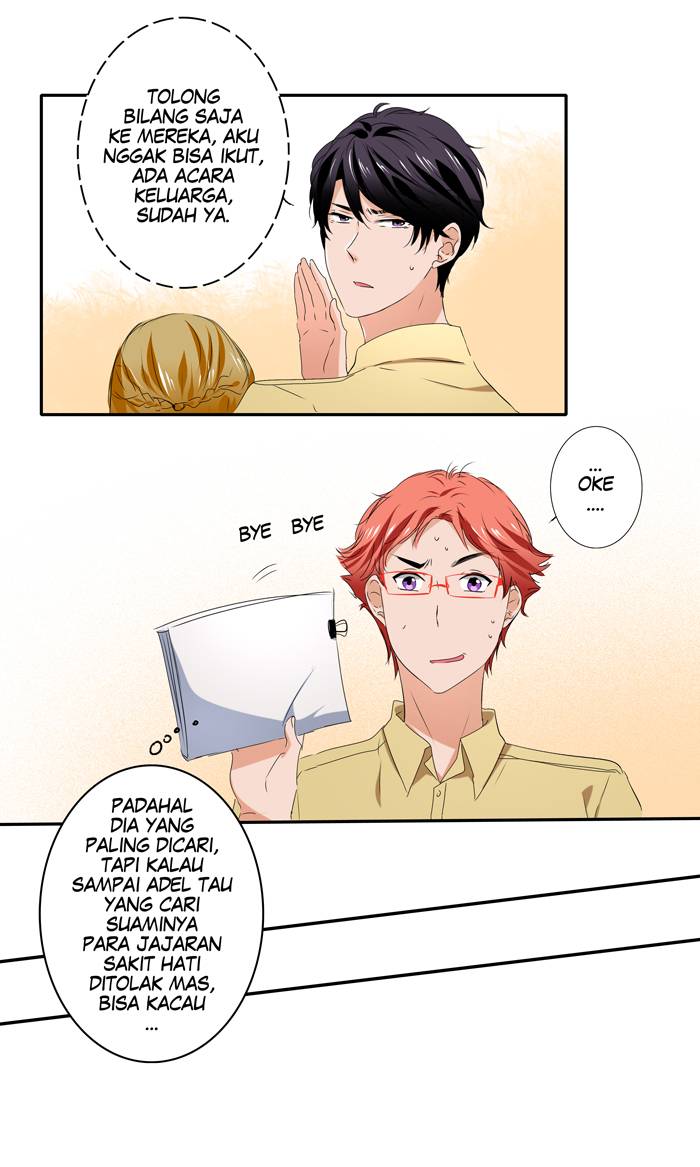 TOLONG
BILANG SAJA
KE MEREKA, AKU
NGGAK BISA IKUT,
ADA ACARA
KELUARGA,
SUDAH YA.
...
OKE
....
BYE BYE
PADAHAL
DIA YANG
PALING DICARI,
TAPI KALAU
SAMPAI ADEL TAU
YANG CARI
SUAMINYA
PARA JAJARAN
SAKIT HATI
DITOLAK MAS,
BISA KACAU
...